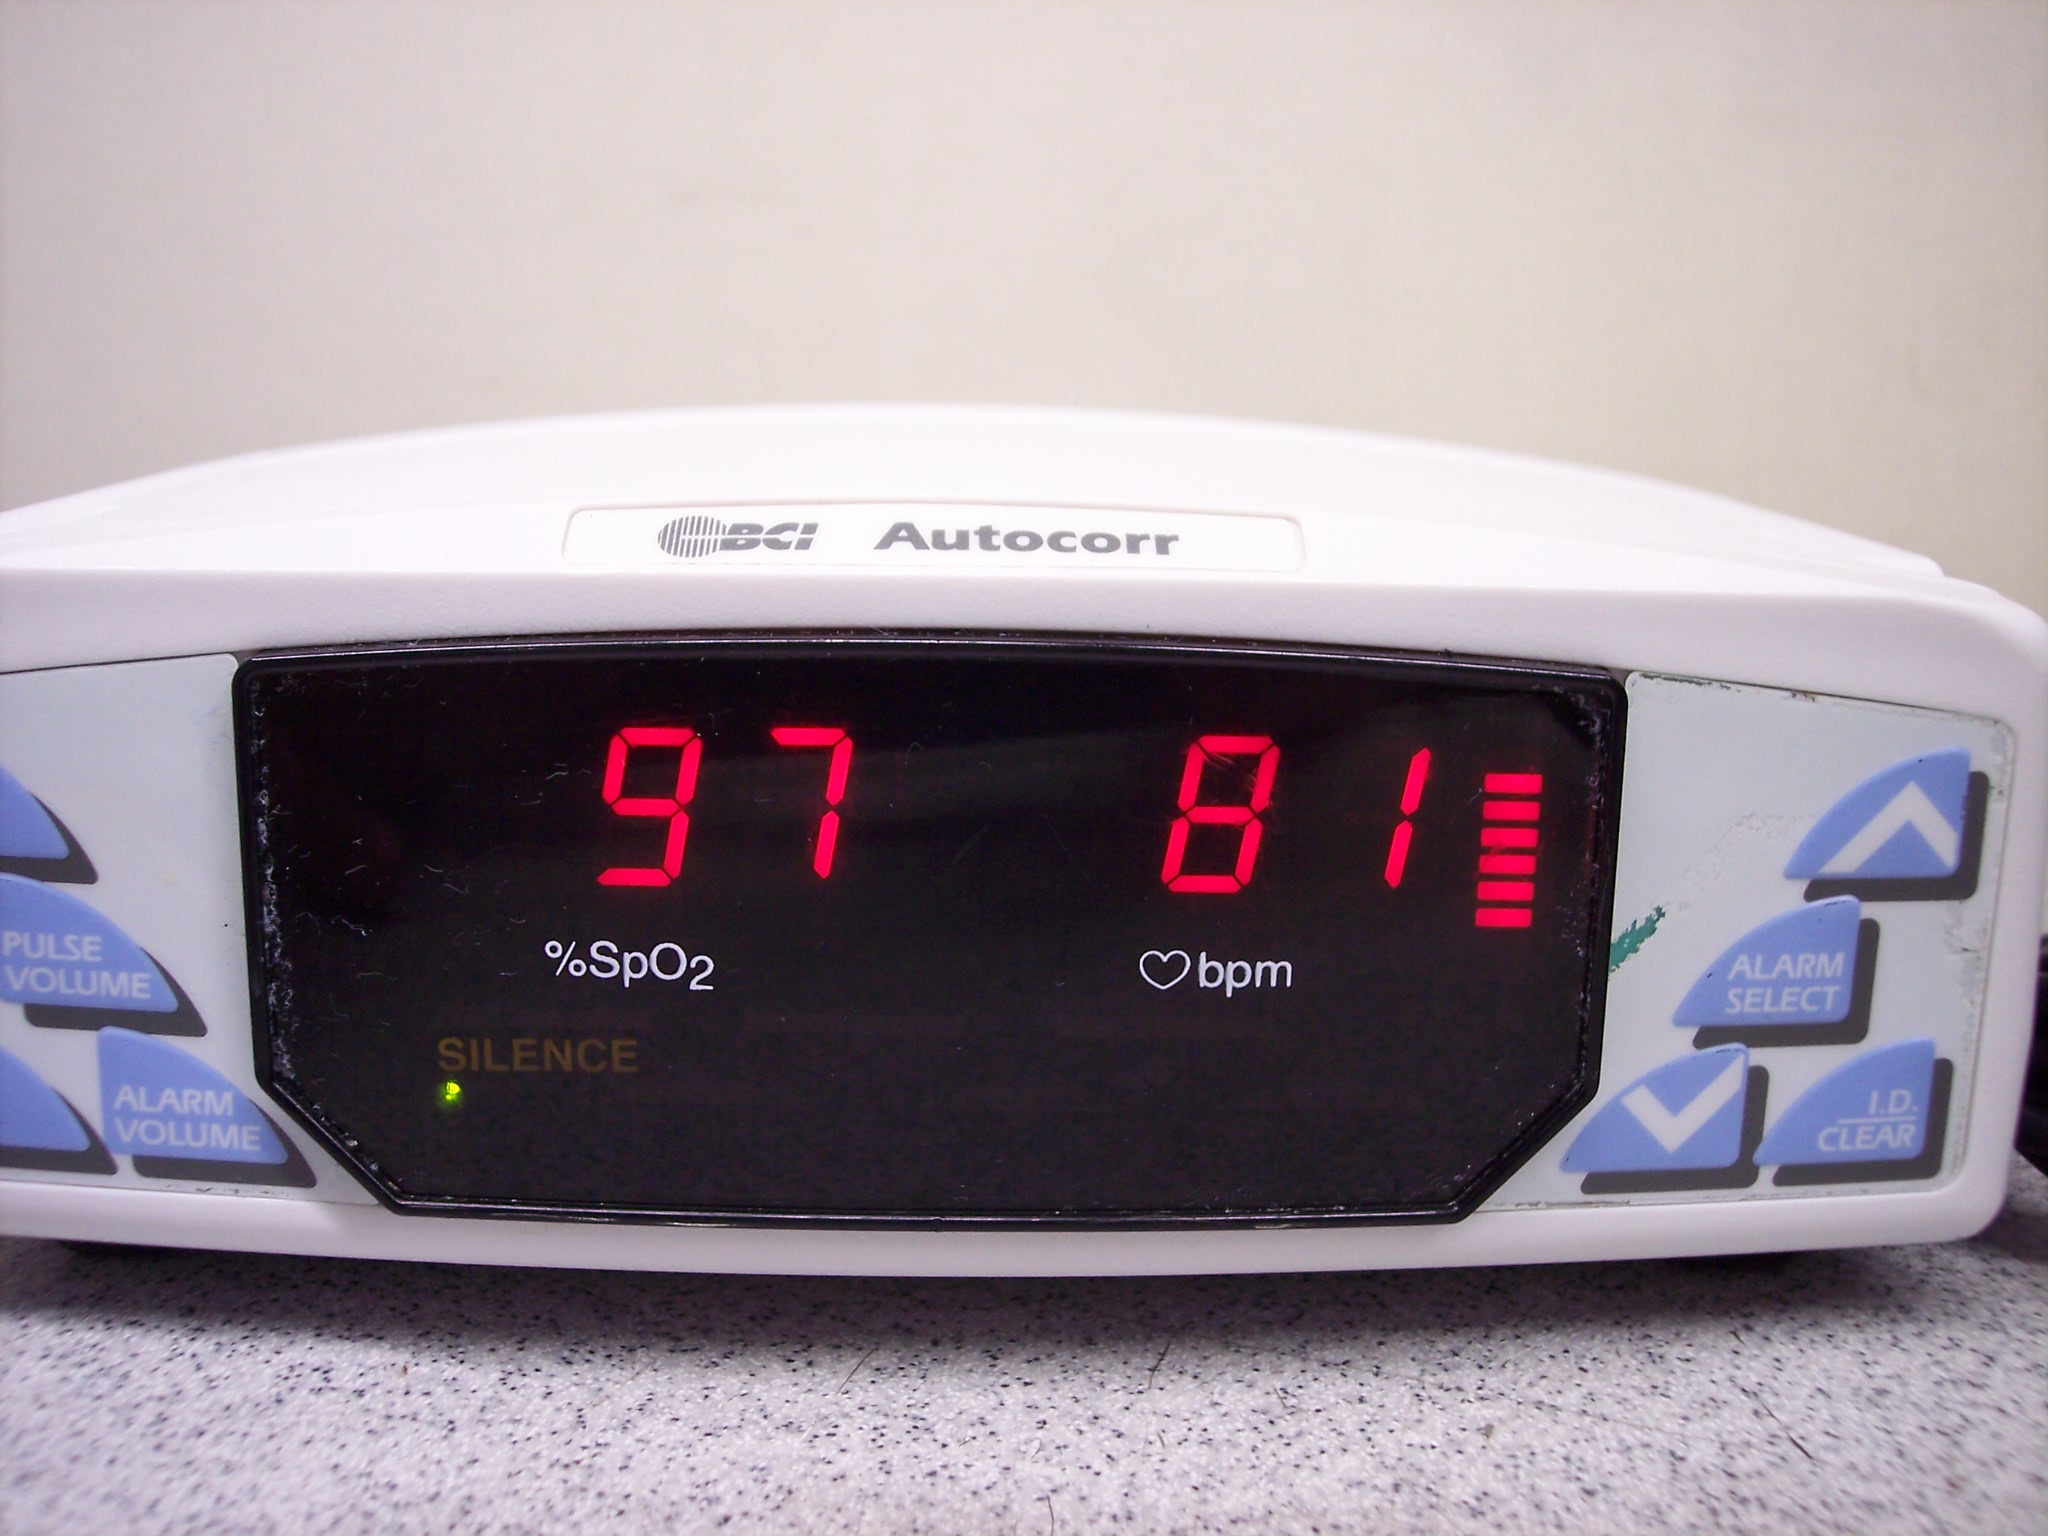 BCI Autocorr
97 81
%SpO2 bpm
SILENCE
PULSE
VOLUME
ALARM
VOLUME
ALARM
SELECT
I.D.
CLEAR